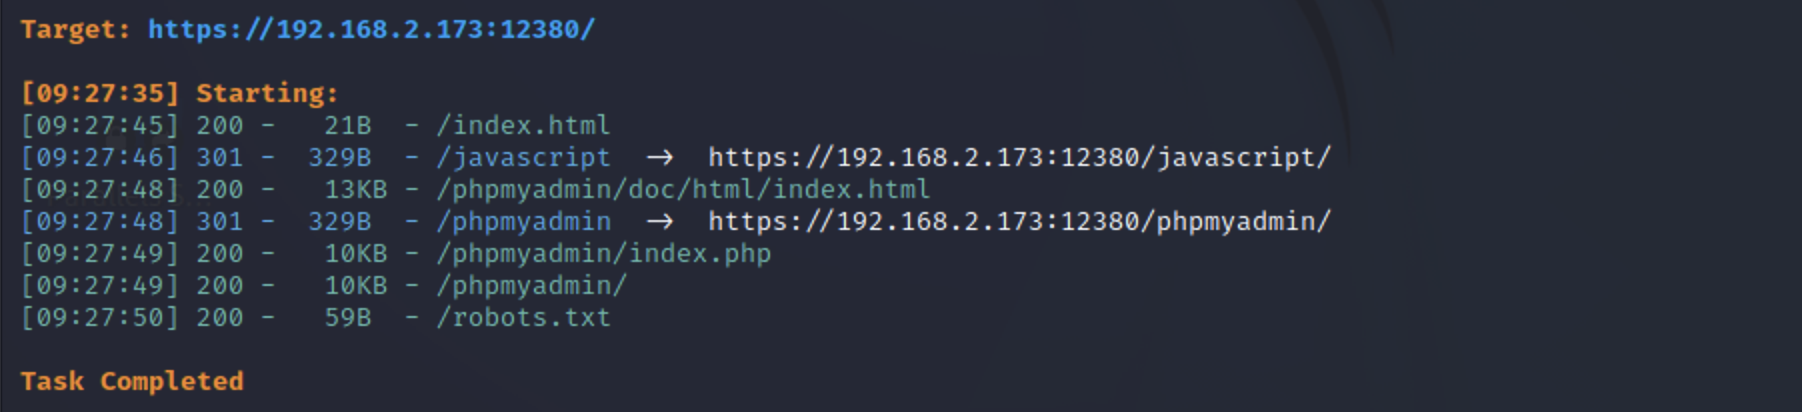 Target: https://192.168.2.173:12380/
[09:27:35] Starting:
[09:27:45] 200 -   21B  - /index.html
[09:27:46] 301 -  329B  - /javascript  →  https://192.168.2.173:12380/javascript/
[09:27:48] 200 -   13KB - /phpmyadmin/doc/html/index.html
[09:27:48] 301 -  329B  - /phpmyadmin  →  https://192.168.2.173:12380/phpmyadmin/
[09:27:49] 200 -   10KB - /phpmyadmin/index.php
[09:27:49] 200 -   10KB - /phpmyadmin/
[09:27:50] 200 -   59B  - /robots.txt
Task Completed